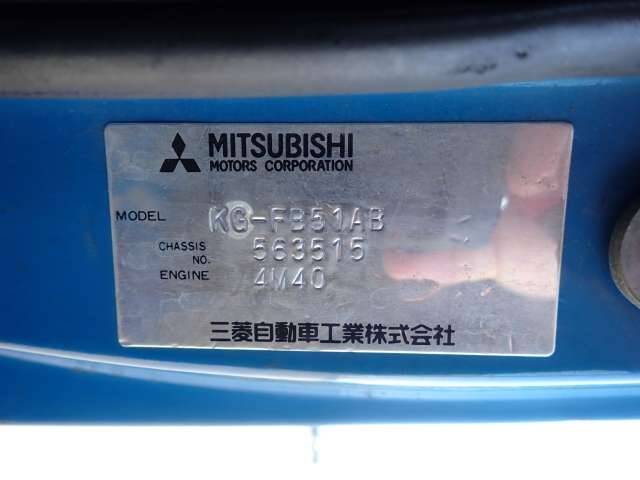 MITSUBISHI
MOTORS CORPORATION
MODEL KG-FB51AB
CHASSIS NO. 563515
ENGINE 4M40
三菱自動車工業株式会社